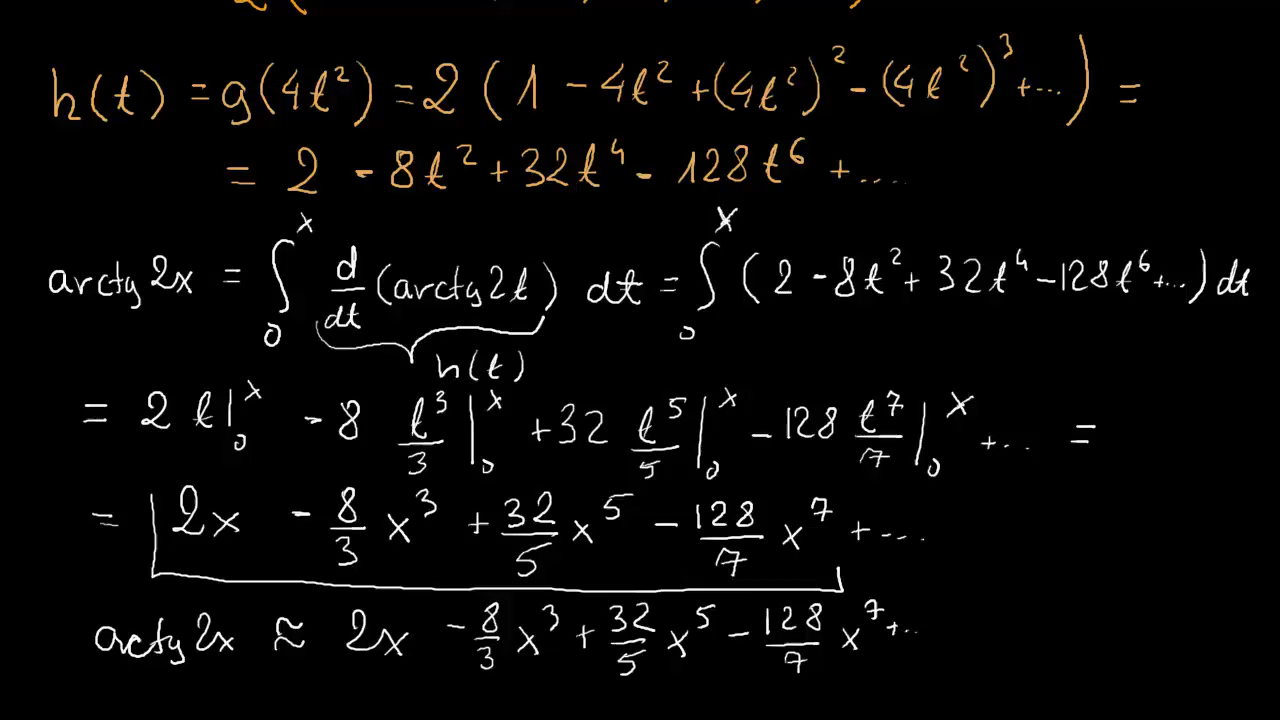 h(t) = g(4t²) = 2 (1 - 4t² + (4t²)² - (4t²)³ + ...) =
= 2 - 8t² + 32t⁴ - 128t⁶ + ....
arctg 2x = ∫₀ˣ d/dt (arctg 2t) dt = ∫₀ˣ (2 - 8t² + 32t⁴ - 128t⁶ + ...) dt
h(t)
= 2 t|₀ˣ - 8 t³/3 |₀ˣ + 32 t⁵/5 |₀ˣ - 128 t⁷/7 |₀ˣ + ... =
= 2x - 8/3 x³ + 32/5 x⁵ - 128/7 x⁷ + ....
arctg 2x ≈ 2x - 8/3 x³ + 32/5 x⁵ - 128/7 x⁷ + ..